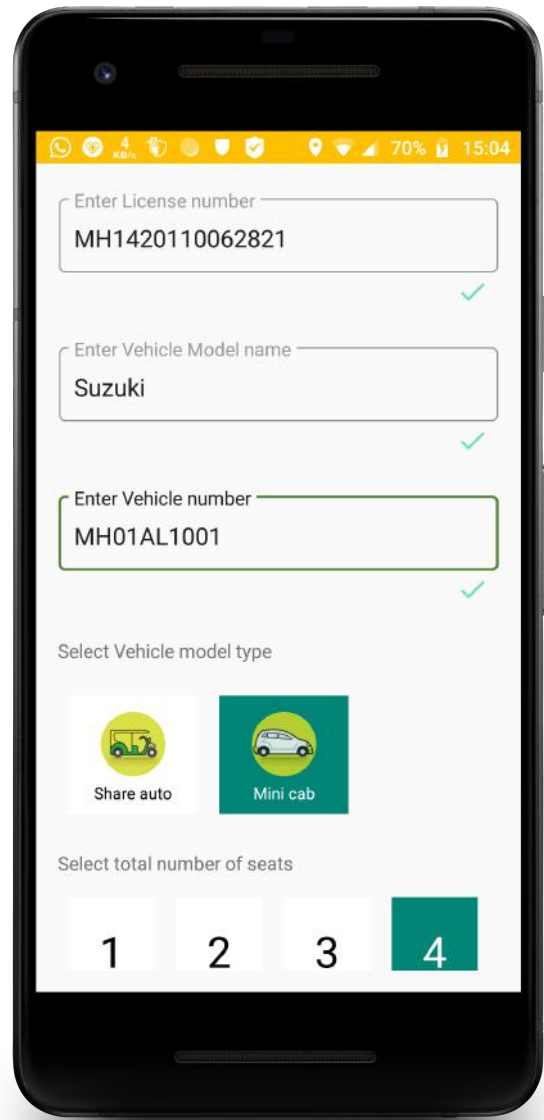 4
KB/s
70% 15:04
Enter License number
MH1420110062821
Enter Vehicle Model name
Suzuki
Enter Vehicle number
MH01AL1001
Select Vehicle model type
Share auto Mini cab
Select total number of seats
1 2 3 4